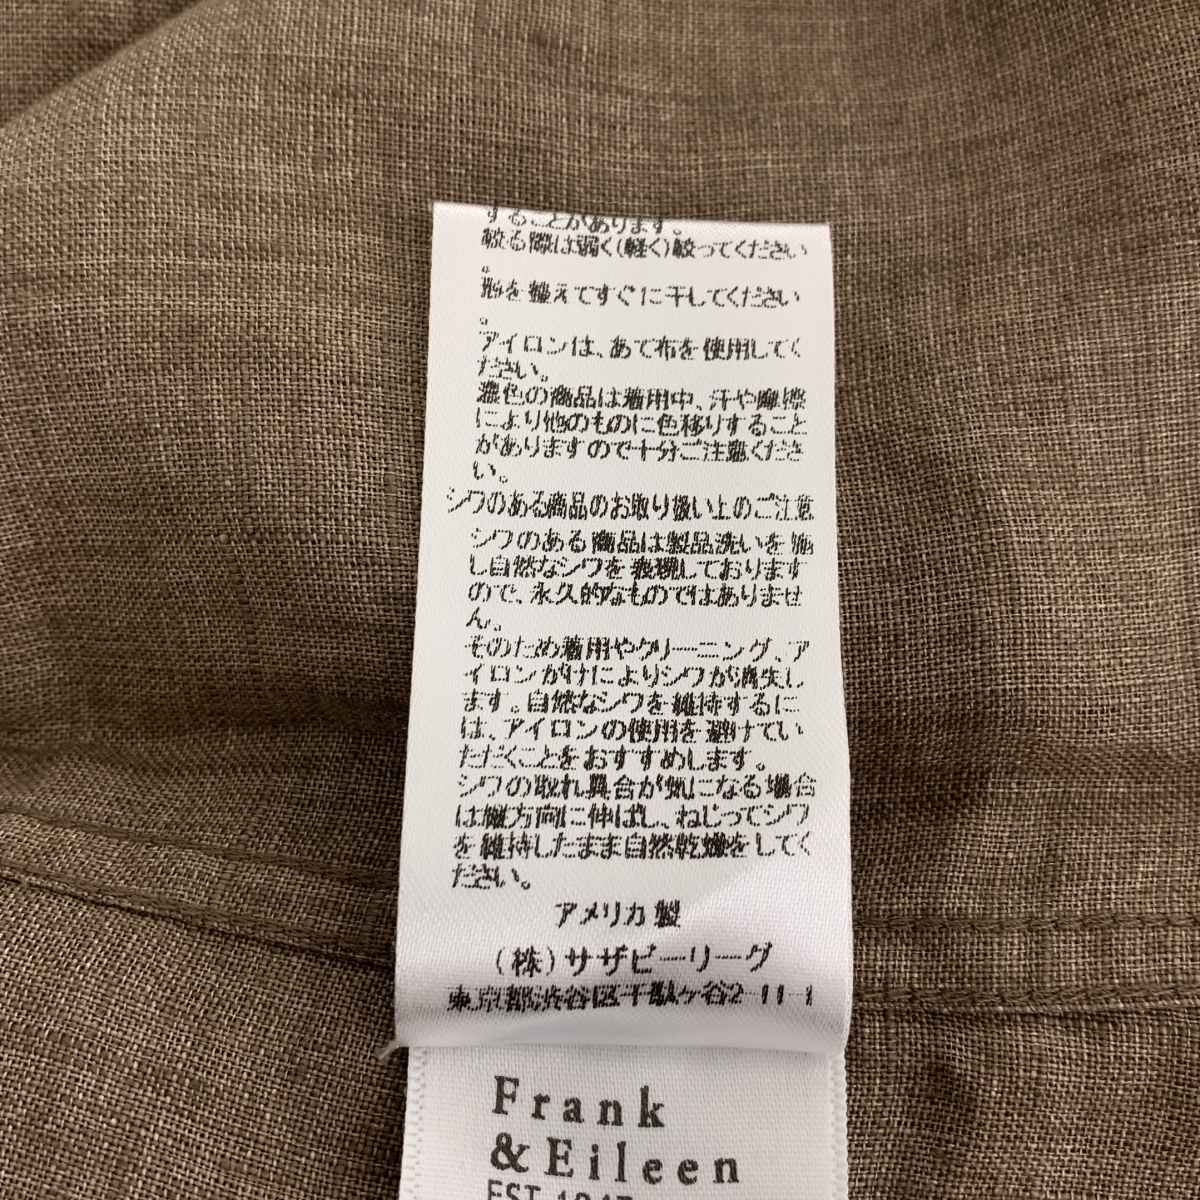 することがあります。
絞る際は弱く(軽く)絞ってください
。
形を整えてすぐに干してください
。
アイロンは、あて布を使用してく
ださい。
濃色の商品は着用中、汗や摩擦
により他のものに色移りすること
がありますので十分ご注意くださ
い。
シワのある商品のお取り扱い上のご注意
シワのある商品は製品洗いを施
し自然なシワを表現しております
ので、永久的なものではありませ
ん。
そのため着用やクリーニング、ア
イロンがけによりシワが消失し
ます。自然なシワを維持するに
は、アイロンの使用を避けてい
ただくことをおすすめします。
シワの取れ具合が気になる場合
は縦方向に伸ばし、ねじってシワ
を維持したまま自然乾燥をしてく
ださい。
アメリカ製
(株)サザビーリーグ
東京都渋谷区千駄ヶ谷2-11-1
Frank
&Eileen
EST.1947